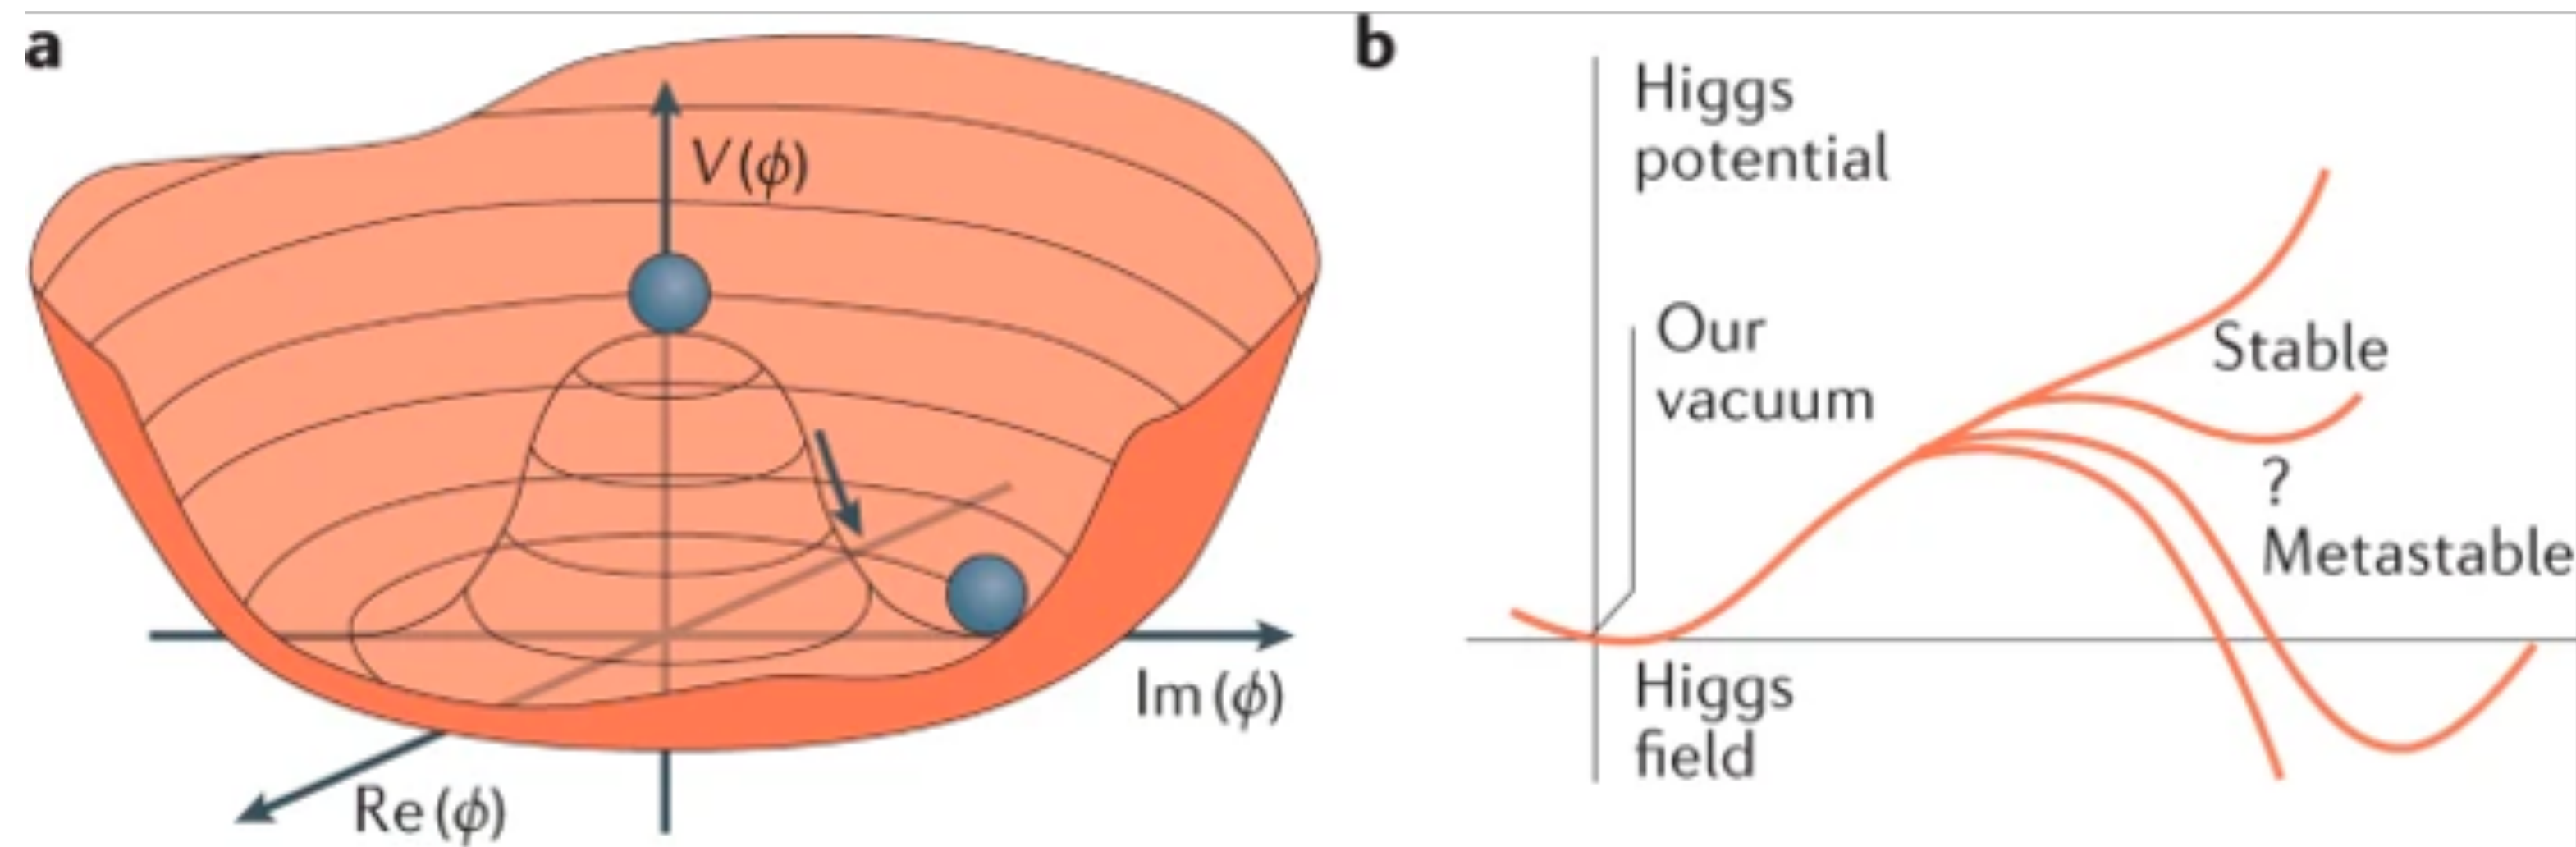 a
V(ϕ)
Im(ϕ)
Re(ϕ)
b
Higgs
potential
Our
vacuum
Stable
?
Metastable
Higgs
field